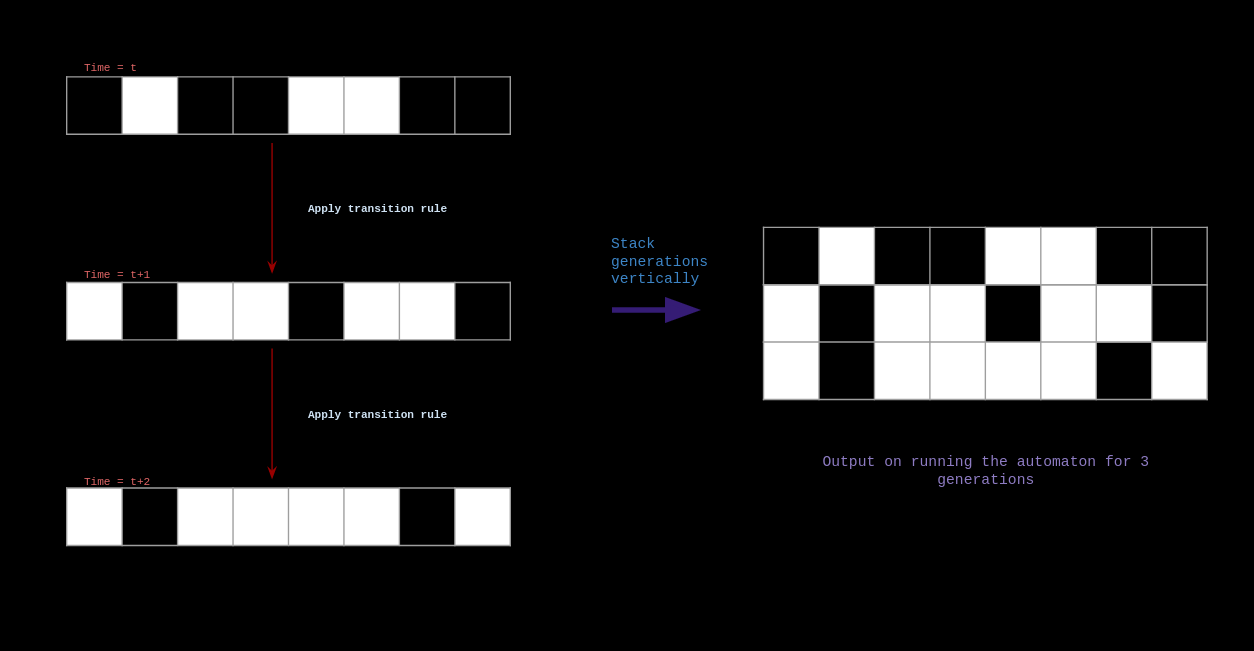 Time = t
Apply transition rule
Time = t+1
Apply transition rule
Time = t+2
Stack
generations
vertically
Output on running the automaton for 3
generations